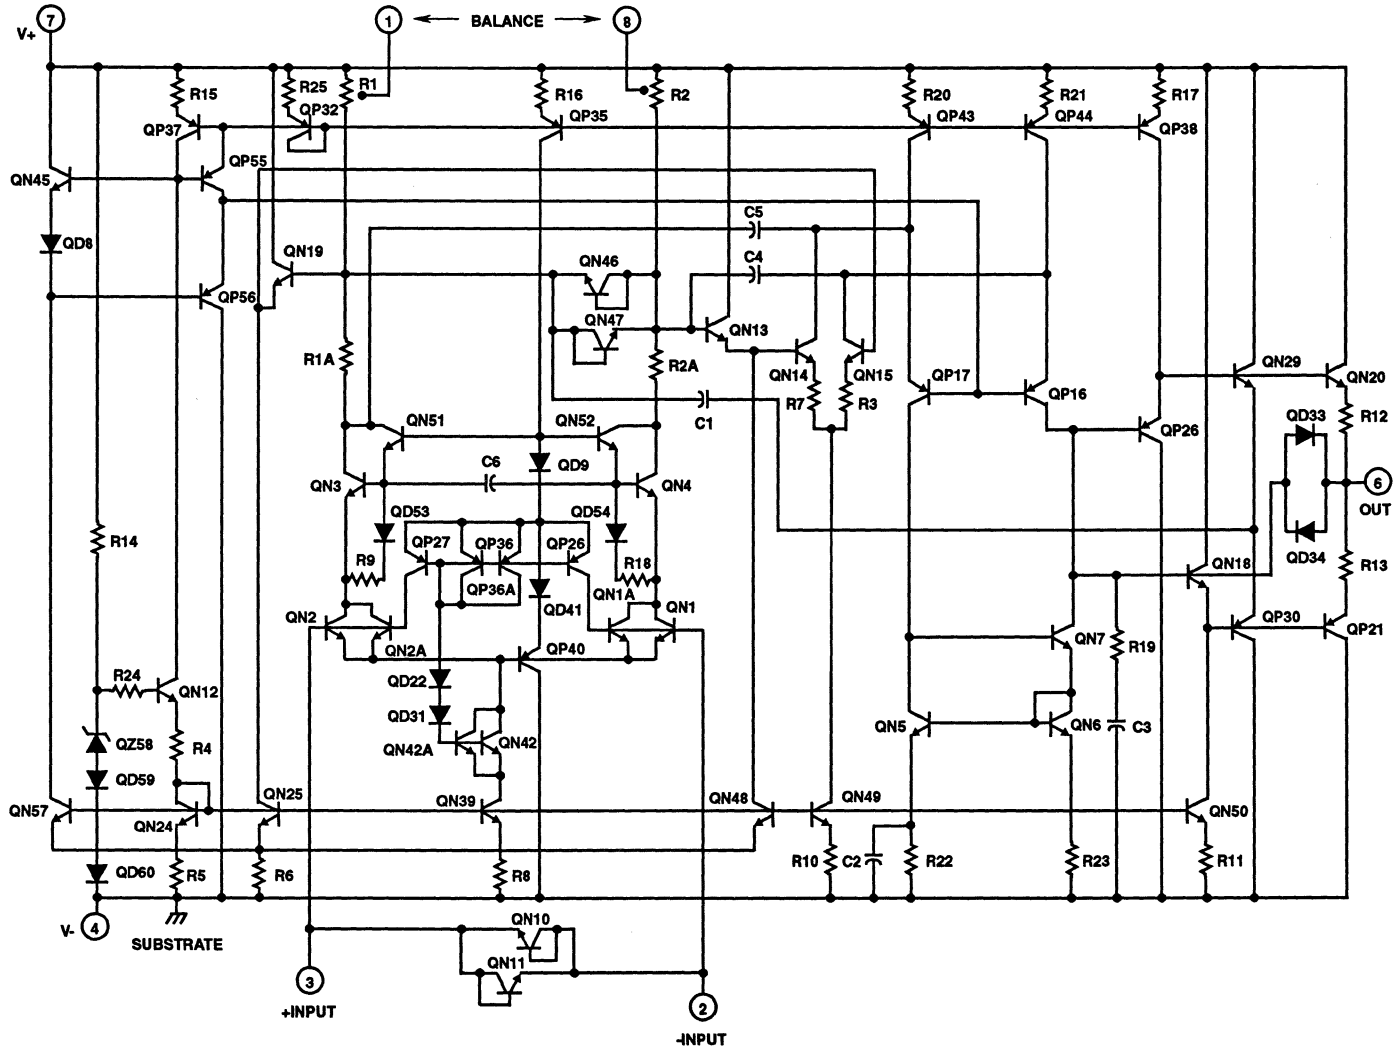 7
V+
1
BALANCE
8
R15
R25
R1
R16
R2
R20
R21
R17
QP32
QP37
QP35
QP43
QP44
QP38
QP55
QN45
C5
QD8
QN19
QN46
C4
QP56
QN47
QN13
R1A
R2A
QN14
QN15
QP17
QP16
QN29
QN20
R7
R3
C1
QN51
QN52
QD33
R12
QP26
C6
QD9
QN3
QN4
6
OUT
QD53
QD54
R14
QP27
QP36
QP26
QD34
R9
R18
QN18
R13
QP36A
QN1A
QN2
QD41
QN1
QP30
QP21
QN7
R19
QN2A
QP40
R24
QN12
QD22
QD31
QN5
QN6
C3
QZ58
R4
QN42A
QN42
QD59
QN57
QN25
QN39
QN48
QN49
QN50
QN24
QD60
R5
R6
R8
R10
C2
R22
R23
R11
V-
4
SUBSTRATE
QN10
QN11
3
+INPUT
2
-INPUT